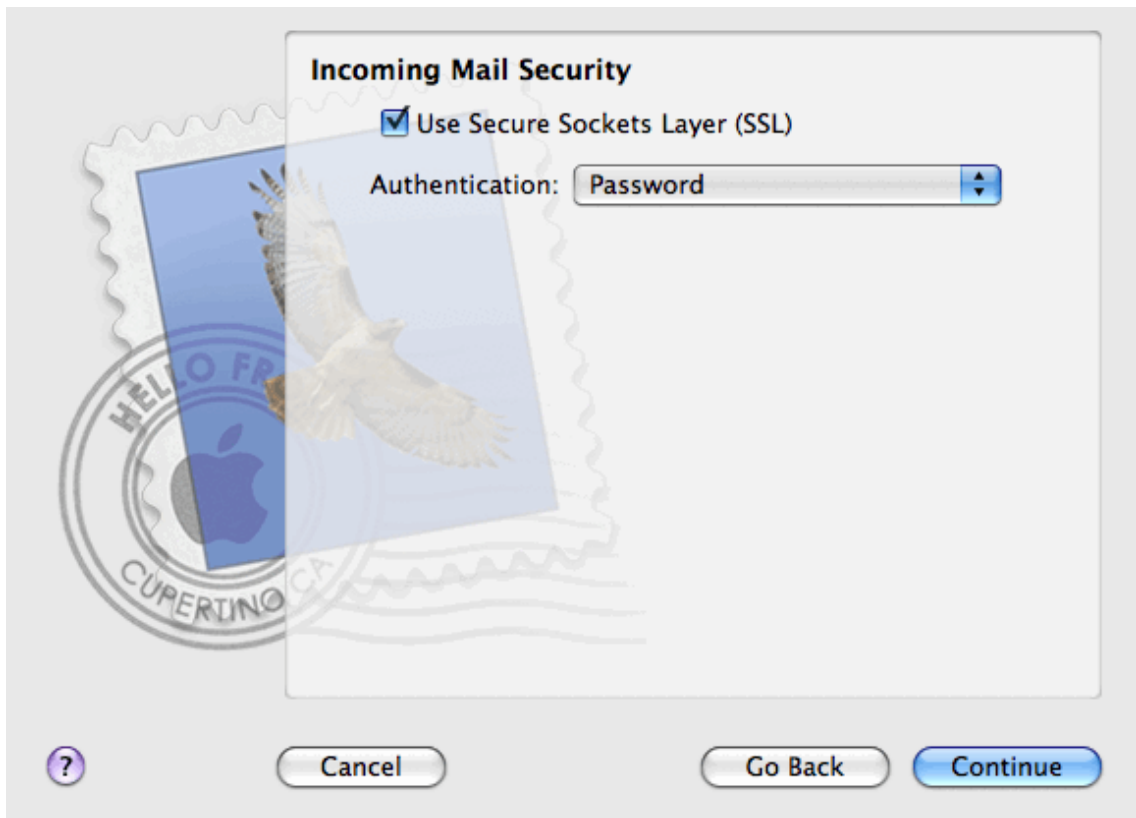 Incoming Mail Security
Use Secure Sockets Layer (SSL)
Authentication: Password
HELLO FR
CUPERTINO CA
?
Cancel
Go Back
Continue